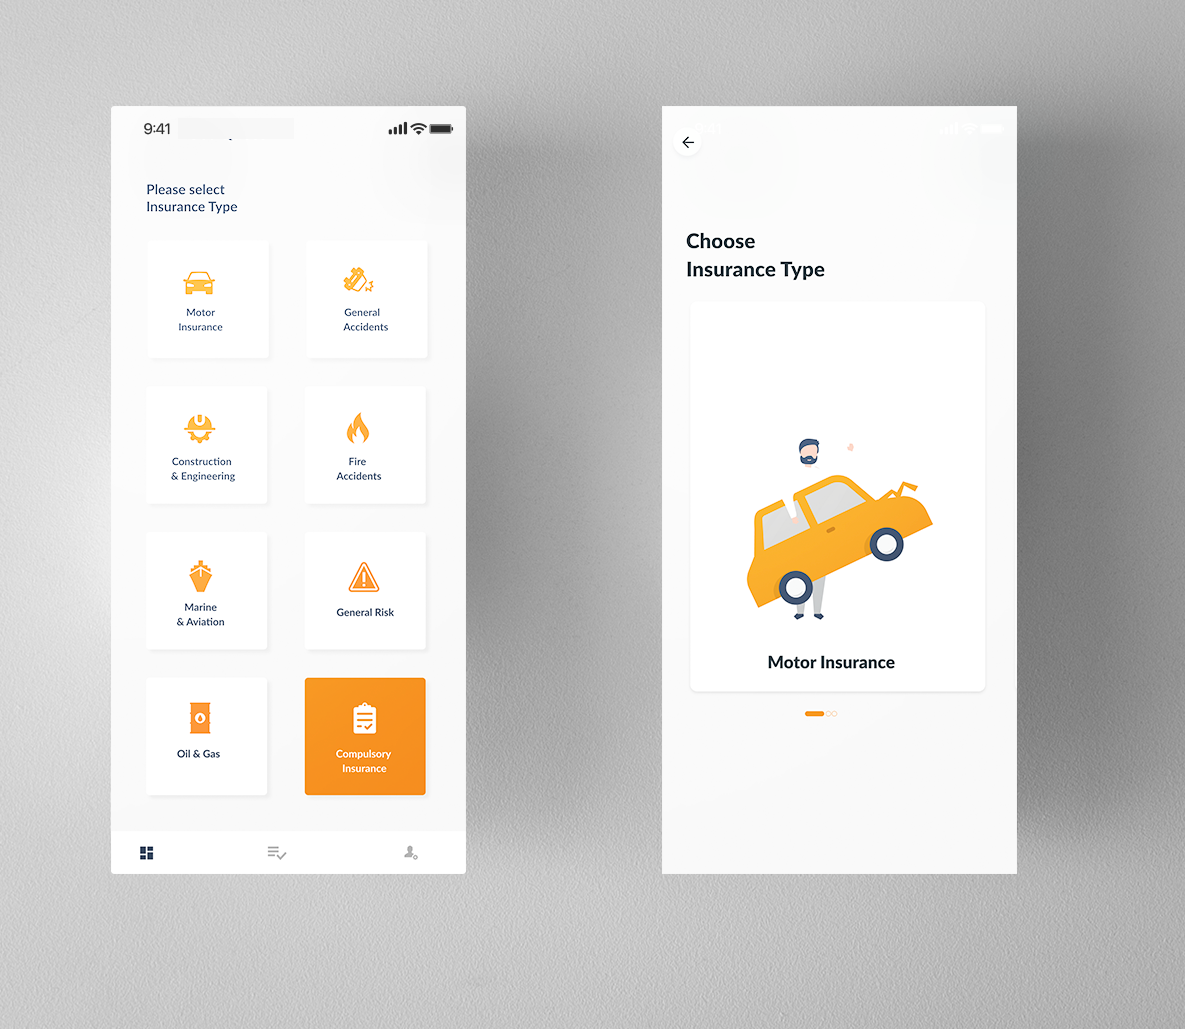 9:41
Please select
Insurance Type
Motor
Insurance
General
Accidents
Construction
& Engineering
Fire
Accidents
Marine
& Aviation
General Risk
Oil & Gas
Compulsory
Insurance
Choose
Insurance Type
Motor Insurance